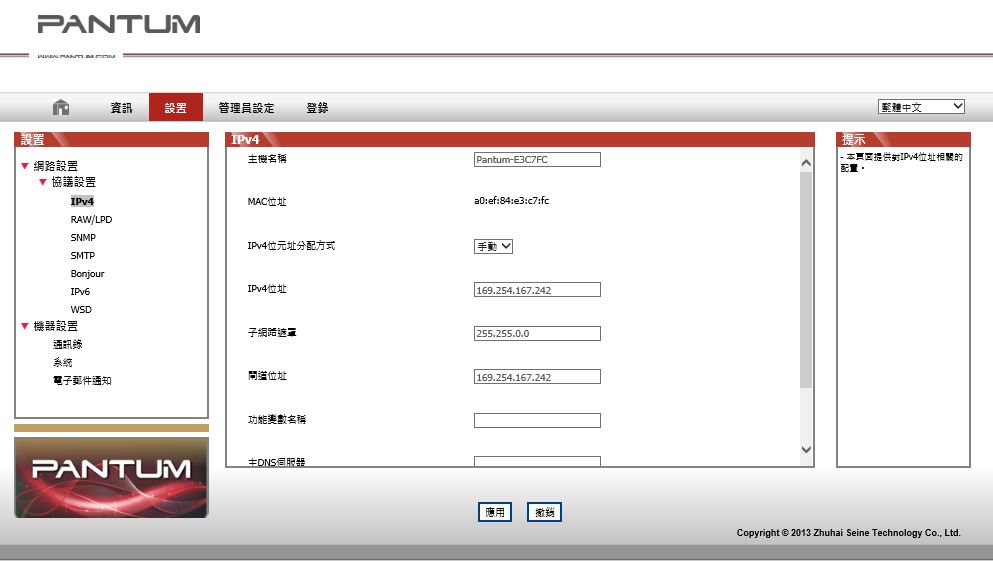 PANTUM
WWW.PANTUM.COM
資訊
設置
管理員設定
登錄
繁體中文
設置
網路設置
協議設置
IPv4
RAW/LPD
SNMP
SMTP
Bonjour
IPv6
WSD
機器設置
通訊錄
系統
電子郵件通知
PANTUM
IPv4
主機名稱 Pantum-E3C7FC
MAC位址 a0:ef:84:e3:c7:fc
IPv4位元址分配方式 手動
IPv4位址 169.254.167.242
子網路遮罩 255.255.0.0
閘道位址 169.254.167.242
功能變數名稱
主DNS伺服器
應用 撤銷
提示
- 本頁面提供對IPv4位址相關的
配置。
Copyright © 2013 Zhuhai Seine Technology Co., Ltd.